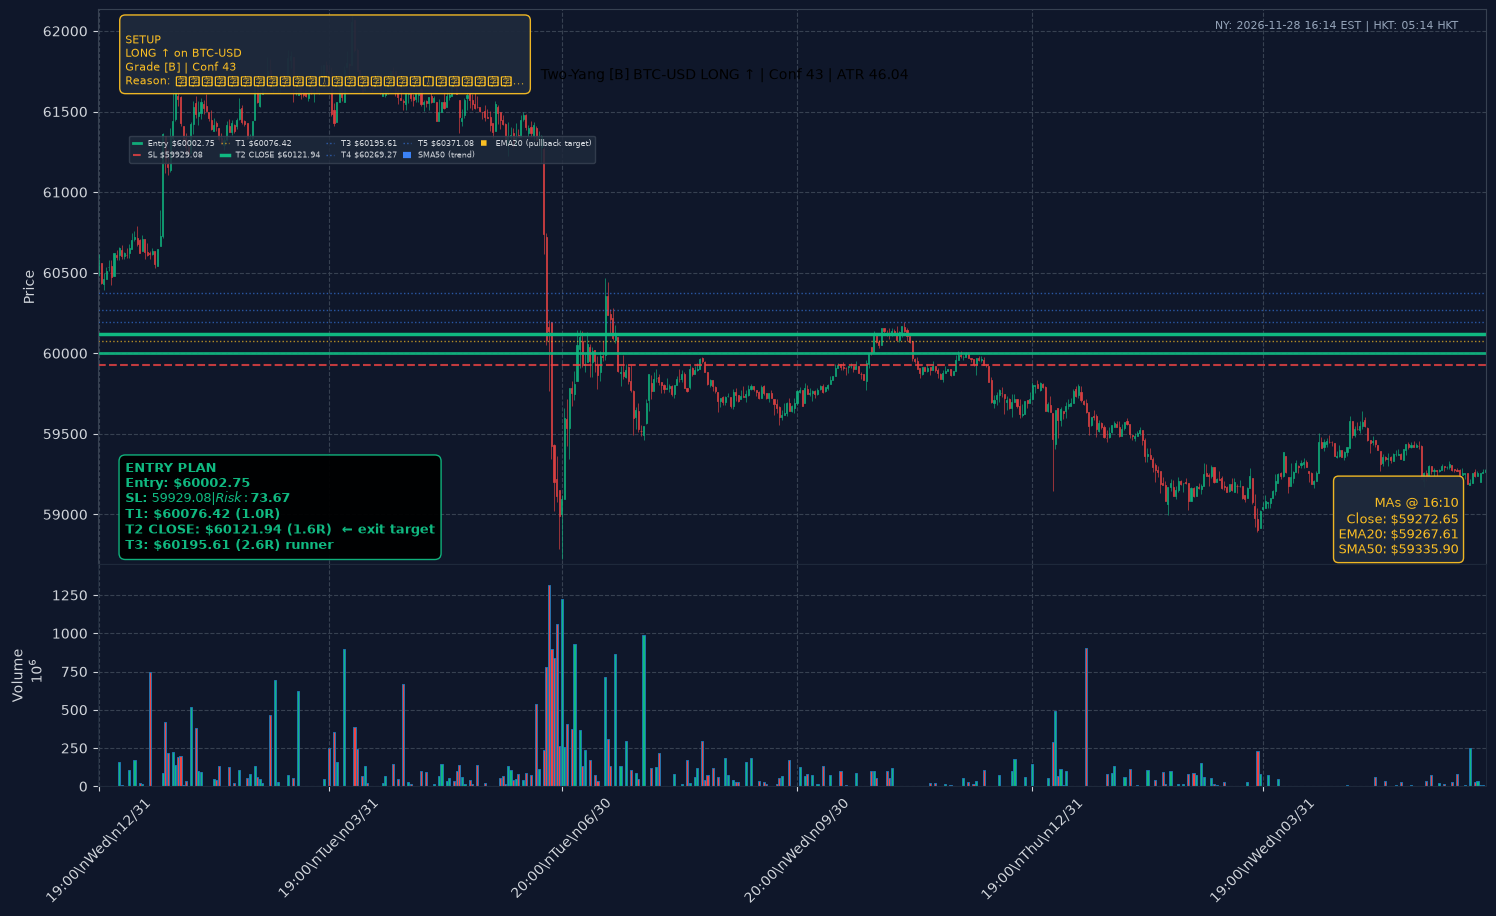 NY: 2026-11-28 16:14 EST | HKT: 05:14 HKT
SETUP
LONG ↑ on BTC-USD
Grade [B] | Conf 43
Reason:
Two-Yang [B] BTC-USD LONG ↑ | Conf 43 | ATR 46.04
Entry $60002.75
SL $59929.08
T1 $60076.42
T2 CLOSE $60121.94
T3 $60195.61
T4 $60269.27
T5 $60371.08
SMA50 (trend)
EMA20 (pullback target)
Price
62000
61500
61000
60500
60000
59500
59000
ENTRY PLAN
Entry: $60002.75
SL: 59929.08|Risk:73.67
T1: $60076.42 (1.0R)
T2 CLOSE: $60121.94 (1.6R) ← exit target
T3: $60195.61 (2.6R) runner
MAs @ 16:10
Close: $59272.65
EMA20: $59267.61
SMA50: $59335.90
Volume
10⁶
1250
1000
750
500
250
0
19:00\nWed\n12/31
19:00\nTue\n03/31
20:00\nTue\n06/30
20:00\nWed\n09/30
19:00\nThu\n12/31
19:00\nWed\n03/31